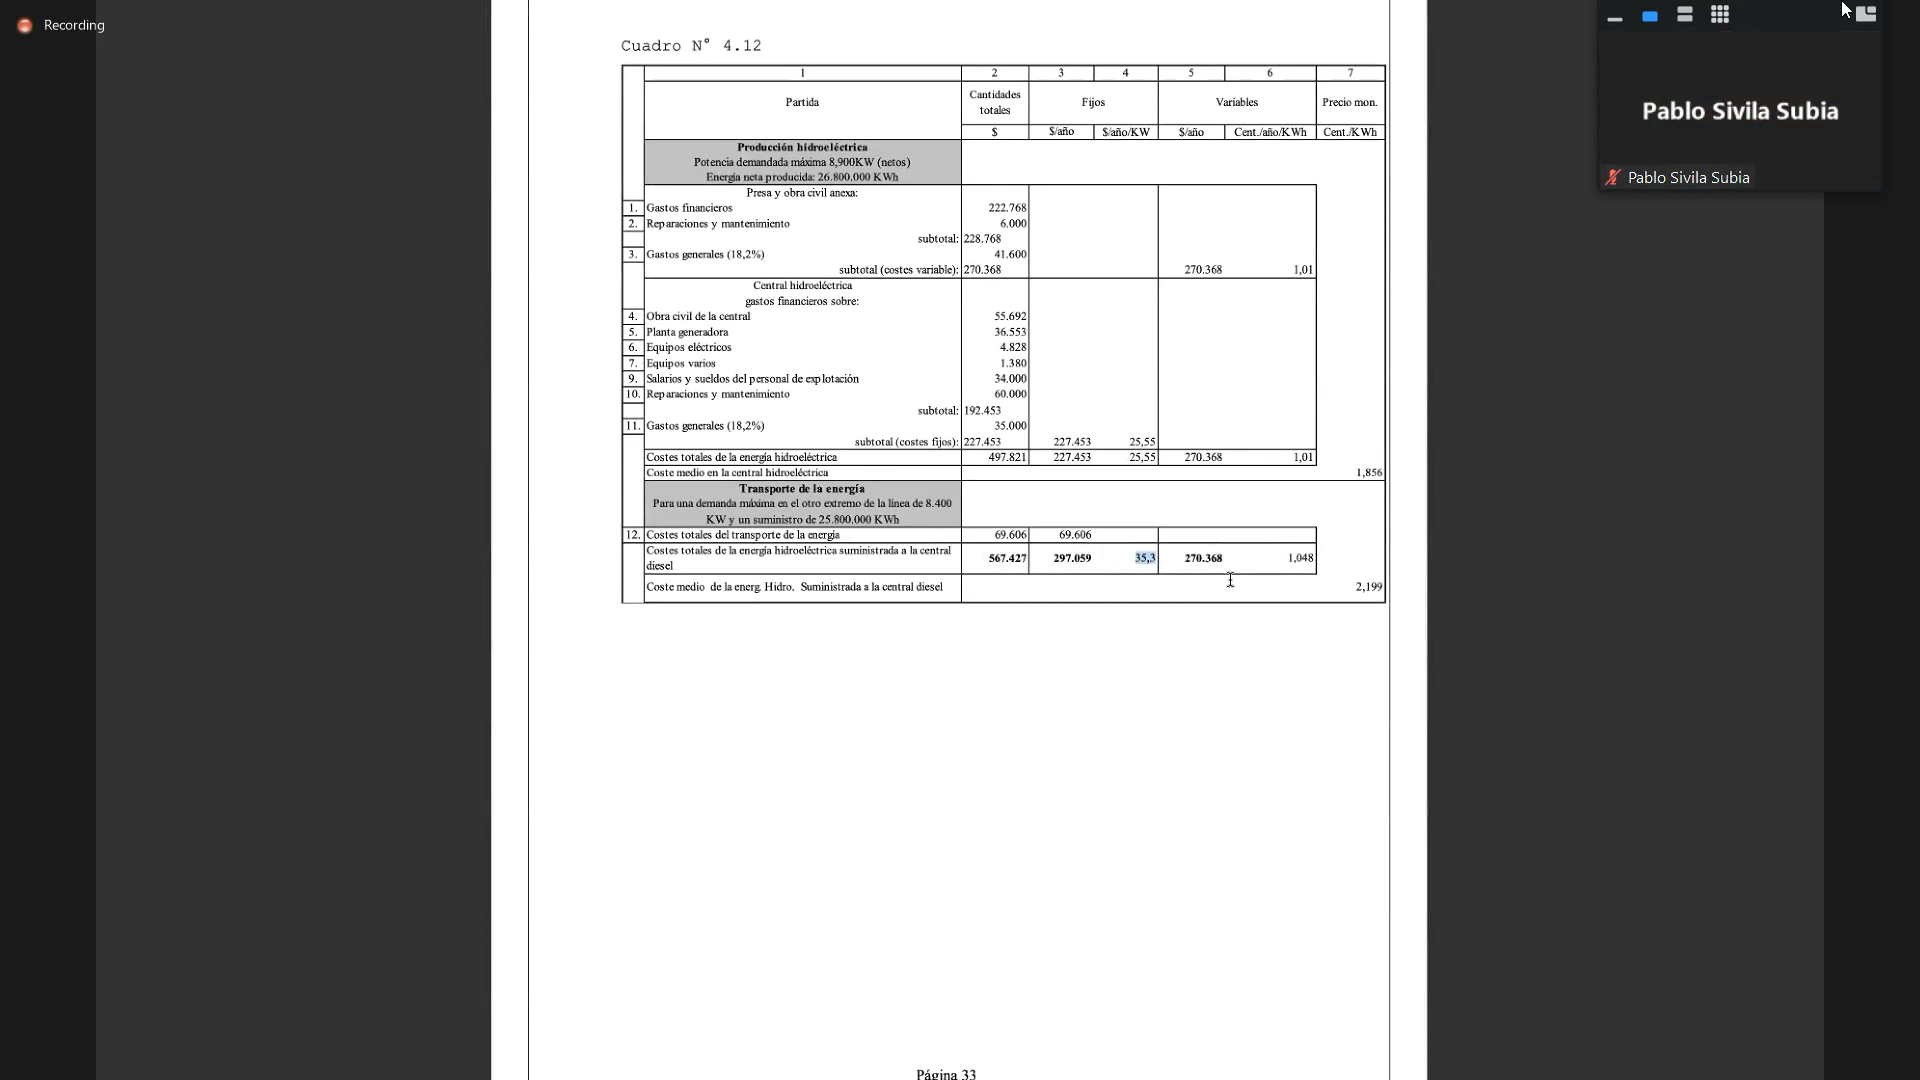 Recording
Pablo Sivila Subia
Pablo Sivila Subia
Cuadro N° 4.12
1 2 3 4 5 6 7
Partida Cantidades totales Fijos Variables Precio mon.
$ $/año $/año/KW $/año Cent./año/KWh Cent./KWh
Producción hidroeléctrica
Potencia demandada máxima 8,900KW (netos)
Energía neta producida: 26.800.000 KWh
Presa y obra civil anexa:
1. Gastos financieros 222.768
2. Reparaciones y mantenimiento 6.000
subtotal: 228.768
3. Gastos generales (18,2%) 41.600
subtotal (costes variable): 270.368 270.368 1,01
Central hidroeléctrica
gastos financieros sobre:
4. Obra civil de la central 55.692
5. Planta generadora 36.553
6. Equipos eléctricos 4.828
7. Equipos varios 1.380
9. Salarios y sueldos del personal de explotación 34.000
10. Reparaciones y mantenimiento 60.000
subtotal: 192.453
11. Gastos generales (18,2%) 35.000
subtotal (costes fijos): 227.453 227.453 25,55
Costes totales de la energía hidroeléctrica 497.821 227.453 25,55 270.368 1,01
Coste medio en la central hidroeléctrica 1,856
Transporte de la energía
Para una demanda máxima en el otro extremo de la línea de 8.400
KW y un suministro de 25.800.000 KWh
12. Costes totales del transporte de la energía 69.606 69.606
Costes totales de la energía hidroeléctrica suministrada a la central
diesel 567.427 297.059 35,3 270.368 1,048
Coste medio de la energ. Hidro. Suministrada a la central diesel 2,199
Página 33